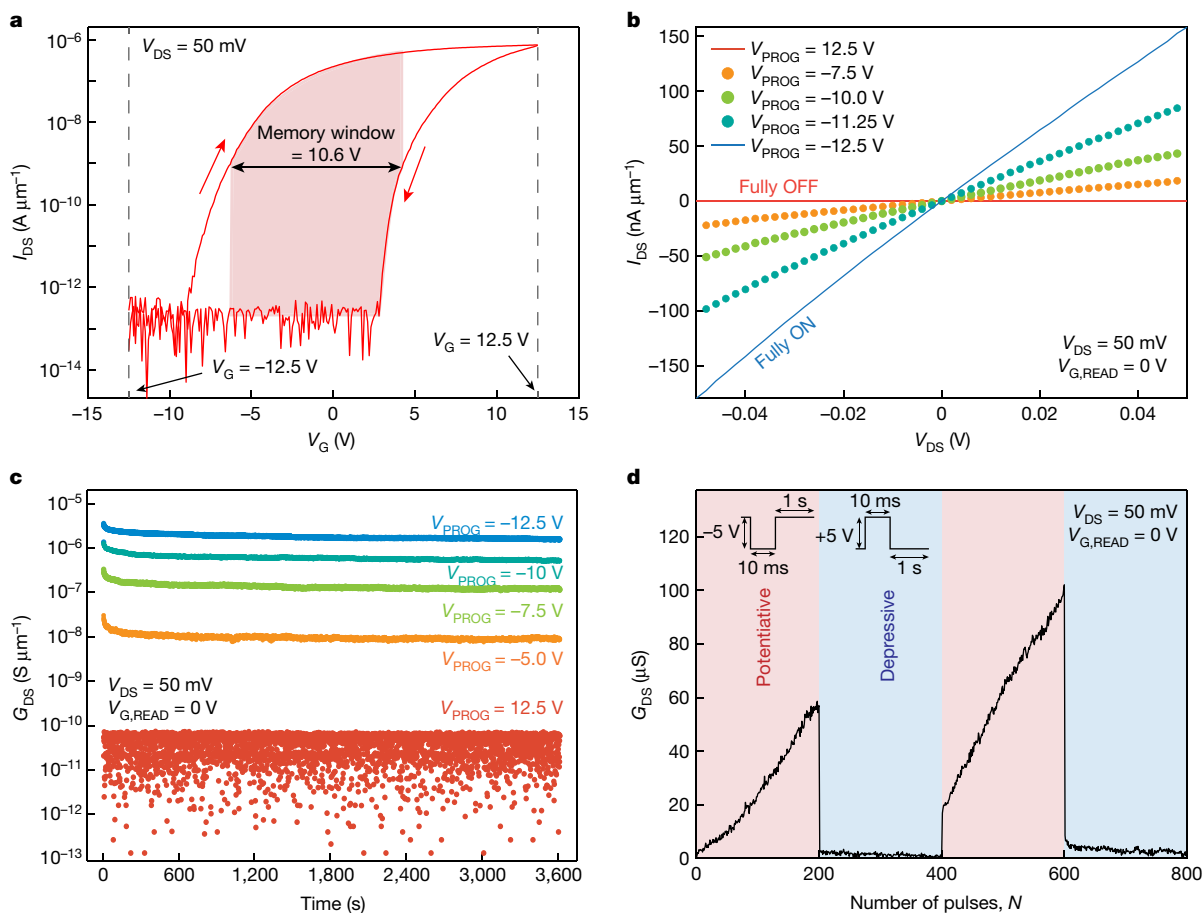 a
V_DS = 50 mV
Memory window
= 10.6 V
V_G = −12.5 V
V_G = 12.5 V
10⁻⁶
10⁻⁸
10⁻¹⁰
10⁻¹²
10⁻¹⁴
I_DS (A μm⁻¹)
−15 −10 −5 0 5 10 15
V_G (V)
b
V_PROG = 12.5 V
V_PROG = −7.5 V
V_PROG = −10.0 V
V_PROG = −11.25 V
V_PROG = −12.5 V
Fully OFF
Fully ON
V_DS = 50 mV
V_G,READ = 0 V
150
100
50
0
−50
−100
−150
I_DS (nA μm⁻¹)
−0.04 −0.02 0 0.02 0.04
V_DS (V)
c
V_PROG = −12.5 V
V_PROG = −10 V
V_PROG = −7.5 V
V_PROG = −5.0 V
V_DS = 50 mV
V_G,READ = 0 V
V_PROG = 12.5 V
10⁻⁵
10⁻⁶
10⁻⁷
10⁻⁸
10⁻⁹
10⁻¹⁰
10⁻¹¹
10⁻¹²
10⁻¹³
G_DS (S μm⁻¹)
0 600 1,200 1,800 2,400 3,000 3,600
Time (s)
d
1 s
−5 V
10 ms
10 ms
+5 V
1 s
V_DS = 50 mV
V_G,READ = 0 V
Potentiative
Depressive
120
100
80
60
40
20
0
G_DS (μS)
0 200 400 600 800
Number of pulses, N